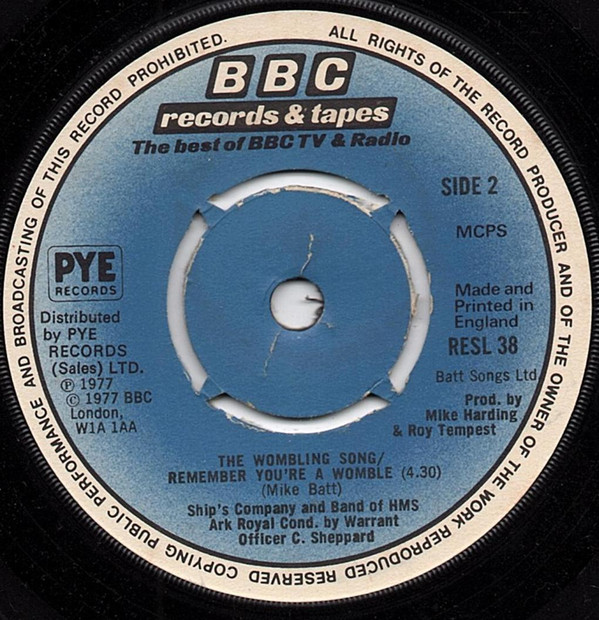 ALL RIGHTS OF THE RECORD PRODUCER AND OF THE OWNER OF THE WORK REPRODUCED RESERVED COPYING PUBLIC PERFORMANCE AND BROADCASTING OF THIS RECORD PROHIBITED.
BBC
records & tapes
The best of BBC TV & Radio
SIDE 2
MCPS
PYE
RECORDS
Distributed
by PYE
RECORDS
(Sales) LTD.
℗ 1977
© 1977 BBC
London,
W1A 1AA
Made and
Printed in
England
RESL 38
Batt Songs Ltd
Prod. by
Mike Harding
& Roy Tempest
THE WOMBLING SONG/
REMEMBER YOU'RE A WOMBLE (4.30)
(Mike Batt)
Ship's Company and Band of HMS
Ark Royal Cond. by Warrant
Officer C. Sheppard